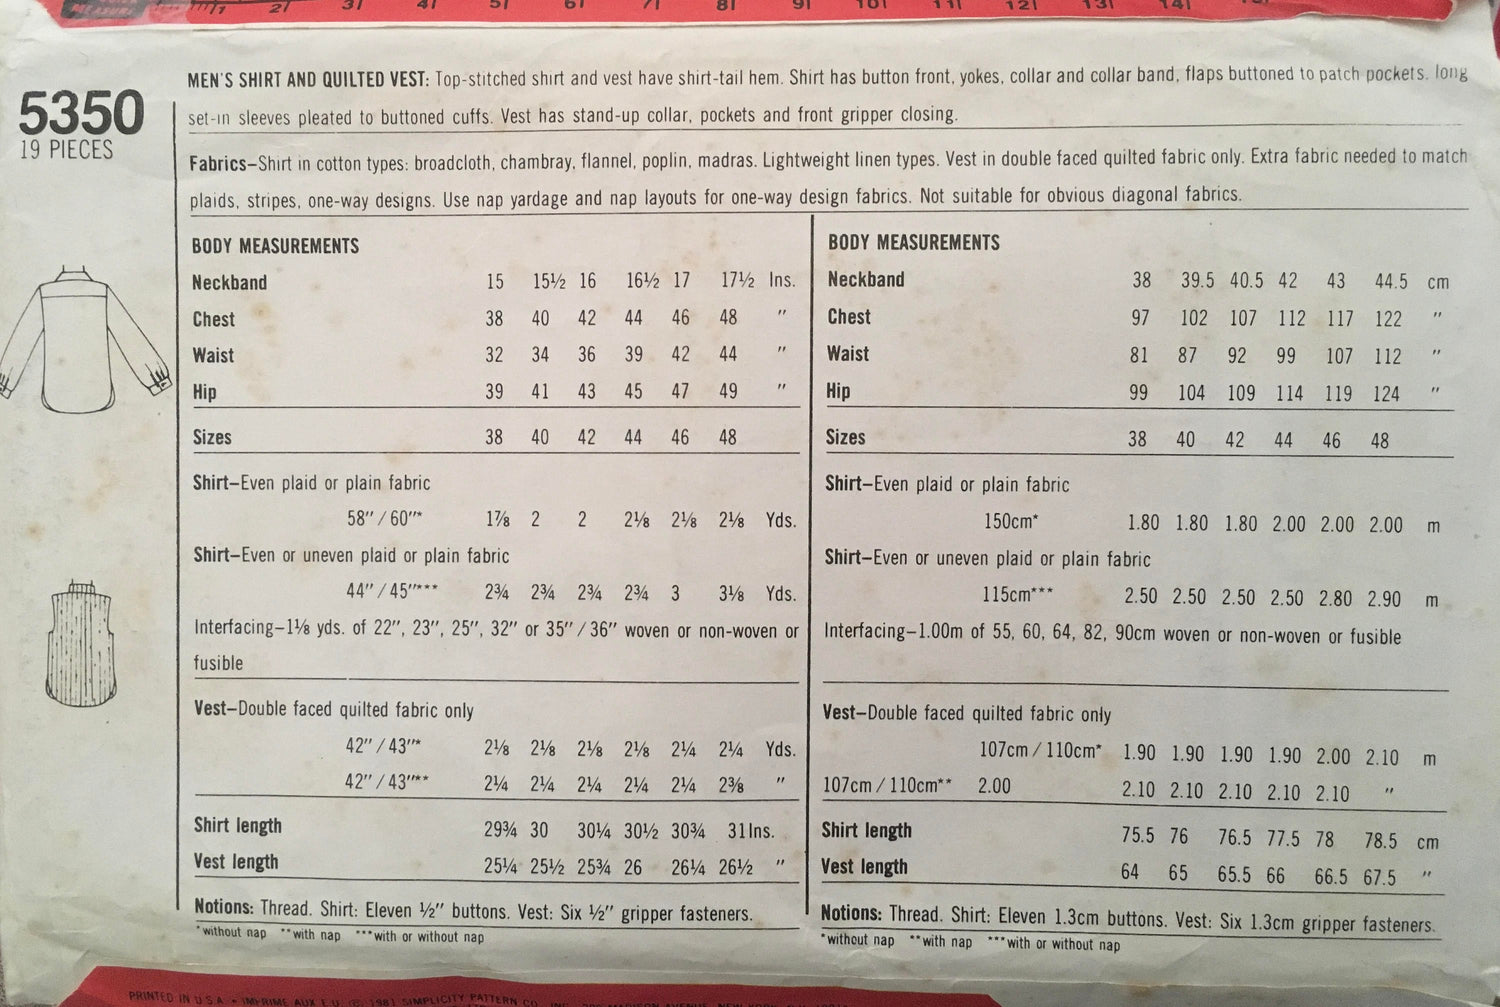 MEASURE 1 2 3 4 5 6 7 8 9 10 11 12 13 14
5350
19 PIECES
MEN'S SHIRT AND QUILTED VEST: Top-stitched shirt and vest have shirt-tail hem. Shirt has button front, yokes, collar and collar band, flaps buttoned to patch pockets, long
set-in sleeves pleated to buttoned cuffs. Vest has stand-up collar, pockets and front gripper closing.
Fabrics—Shirt in cotton types: broadcloth, chambray, flannel, poplin, madras. Lightweight linen types. Vest in double faced quilted fabric only. Extra fabric needed to match
plaids, stripes, one-way designs. Use nap yardage and nap layouts for one-way design fabrics. Not suitable for obvious diagonal fabrics.
BODY MEASUREMENTS
Neckband 15 15½ 16 16½ 17 17½ Ins.
Chest 38 40 42 44 46 48 "
Waist 32 34 36 39 42 44 "
Hip 39 41 43 45 47 49 "
Sizes 38 40 42 44 46 48
Shirt—Even plaid or plain fabric
58" / 60"* 1⅞ 2 2 2⅛ 2⅛ 2⅛ Yds.
Shirt—Even or uneven plaid or plain fabric
44" / 45"*** 2¾ 2¾ 2¾ 2¾ 3 3⅛ Yds.
Interfacing—1⅛ yds. of 22", 23", 25", 32" or 35" / 36" woven or non-woven or
fusible
Vest—Double faced quilted fabric only
42" / 43"* 2⅛ 2⅛ 2⅛ 2⅛ 2¼ 2¼ Yds.
42" / 43"** 2¼ 2¼ 2¼ 2¼ 2¼ 2⅜ "
Shirt length 29¾ 30 30¼ 30½ 30¾ 31 Ins.
Vest length 25¼ 25½ 25¾ 26 26¼ 26½ "
Notions: Thread. Shirt: Eleven ½" buttons. Vest: Six ½" gripper fasteners.
*without nap **with nap ***with or without nap
BODY MEASUREMENTS
Neckband 38 39.5 40.5 42 43 44.5 cm
Chest 97 102 107 112 117 122 "
Waist 81 87 92 99 107 112 "
Hip 99 104 109 114 119 124 "
Sizes 38 40 42 44 46 48
Shirt—Even plaid or plain fabric
150cm* 1.80 1.80 1.80 2.00 2.00 2.00 m
Shirt—Even or uneven plaid or plain fabric
115cm*** 2.50 2.50 2.50 2.50 2.80 2.90 m
Interfacing—1.00m of 55, 60, 64, 82, 90cm woven or non-woven or fusible
Vest—Double faced quilted fabric only
107cm / 110cm* 1.90 1.90 1.90 1.90 2.00 2.10 m
107cm / 110cm** 2.00 2.10 2.10 2.10 2.10 2.10 "
Shirt length 75.5 76 76.5 77.5 78 78.5 cm
Vest length 64 65 65.5 66 66.5 67.5 "
Notions: Thread. Shirt: Eleven 1.3cm buttons. Vest: Six 1.3cm gripper fasteners.
*without nap **with nap ***with or without nap
PRINTED IN U.S.A. • IMPRIME AUX E.U. © 1981 SIMPLICITY PATTERN CO.